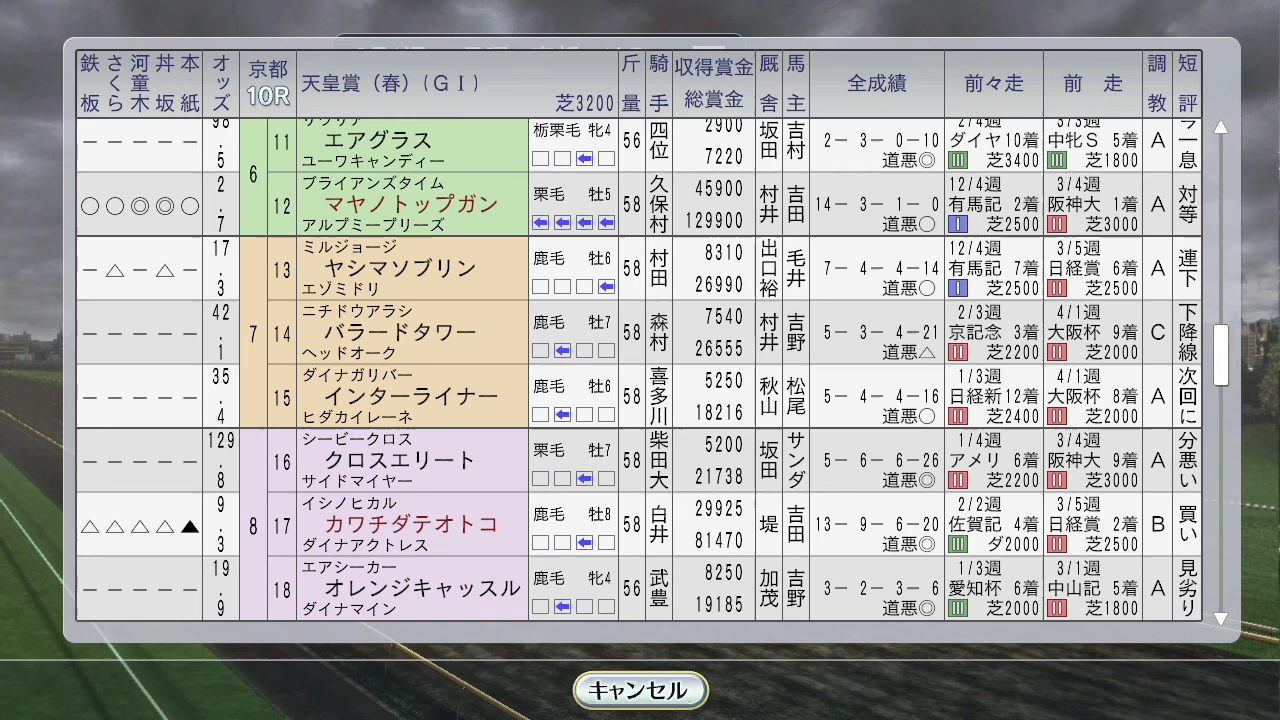 鉄板 さくら 河童木 井坂 本紙 オッズ 京都10R 天皇賞（春）（ＧⅠ） 芝3200 斤量 騎手 収得賞金 総賞金 厩舎 馬主 全成績 前々走 前 走 調教 短評
－ － － － － 98.5 6 11 エアグラス ユーワキャンディー 栃栗毛 牝4 56 四位 2900 7220 坂田 吉村 2－ 3－ 0－10 道悪◎ 2/4週 ダイヤ10着 Ⅲ 芝3400 3/3週 中牝Ｓ 5着 Ⅲ 芝1800 A 一息
○ ○ ◎ ◎ ○ 2.7 12 ブライアンズタイム マヤノトップガン アルプミープリーズ 栗毛 牡5 58 久保村 45900 129900 村井 吉田 14－ 3－ 1－ 0 道悪○ 12/4週 有馬記 2着 Ⅰ 芝2500 3/4週 阪神大 1着 Ⅱ 芝3000 A 対等
－ △ － △ － 17.3 7 13 ミルジョージ ヤシマソブリン エゾミドリ 鹿毛 牡6 58 村田 8310 26990 出口裕 毛井 7－ 4－ 4－14 道悪○ 12/4週 有馬記 7着 Ⅰ 芝2500 3/5週 日経賞 6着 Ⅱ 芝2500 A 連下
－ － － － － 42.1 14 ニチドウアラシ バラードタワー ヘッドオーク 鹿毛 牡7 58 森村 7540 26555 村井 吉野 5－ 3－ 4－21 道悪△ 2/3週 京記念 3着 Ⅱ 芝2200 4/1週 大阪杯 9着 Ⅱ 芝2000 C 下降線
－ － － － － 35.4 15 ダイナガリバー インターライナー ヒダカイレーネ 鹿毛 牡6 58 喜多川 5250 18216 秋山 松尾 5－ 4－ 4－16 道悪○ 1/3週 日経新12着 Ⅱ 芝2400 4/1週 大阪杯 8着 Ⅱ 芝2000 A 次回に
－ － － － － 129.8 8 16 シービークロス クロスエリート サイドマイヤー 栗毛 牡7 58 柴田大 5200 21738 坂田 サンダ 5－ 6－ 6－26 道悪◎ 1/4週 アメリ 6着 Ⅱ 芝2200 3/4週 阪神大 9着 Ⅱ 芝3000 A 分悪い
△ △ △ △ ▲ 9.3 17 イシノヒカル カワチダテオトコ ダイナアクトレス 鹿毛 牡8 58 白井 29925 81470 堤 吉田 13－ 9－ 6－20 道悪◎ 2/2週 佐賀記 4着 Ⅲ ダ2000 3/5週 日経賞 2着 Ⅱ 芝2500 B 買い
－ － － － － 19.9 18 エアシーカー オレンジキャッスル ダイナマイン 鹿毛 牝4 56 武豊 8250 19185 加茂 吉野 3－ 2－ 3－ 6 道悪◎ 1/3週 愛知杯 6着 Ⅲ 芝2000 3/1週 中山記 5着 Ⅱ 芝1800 A 見劣り
キャンセル